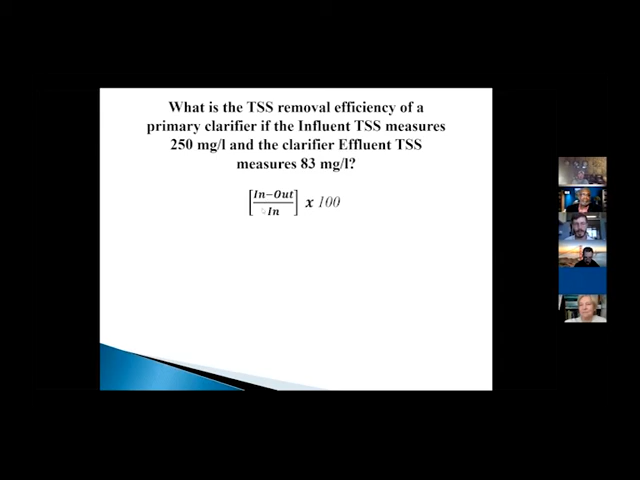 What is the TSS removal efficiency of a
primary clarifier if the Influent TSS measures
250 mg/l and the clarifier Effluent TSS
measures 83 mg/l?
[In−Out/In] x 100